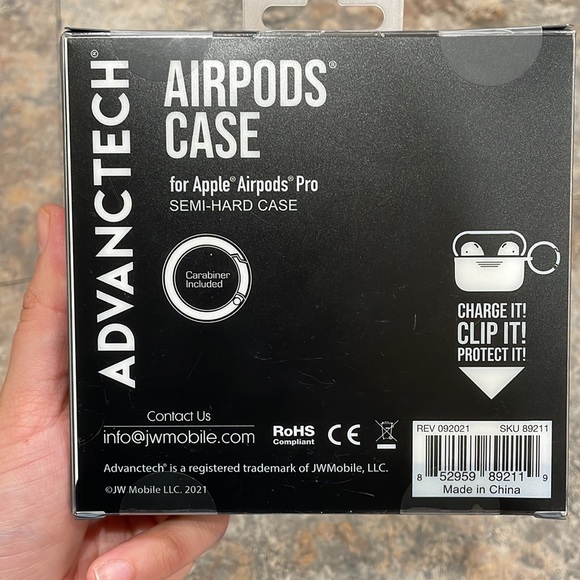 ADVANCTECH®
AIRPODS®
CASE
for Apple® Airpods® Pro
SEMI-HARD CASE
Carabiner
Included
CHARGE IT!
CLIP IT!
PROTECT IT!
Contact Us
info@jwmobile.com
RoHS
Compliant
CE
Advanctech® is a registered trademark of JWMobile, LLC.
©JW Mobile LLC. 2021
REV 092021 SKU 89211
8 52959 89211 9
Made in China